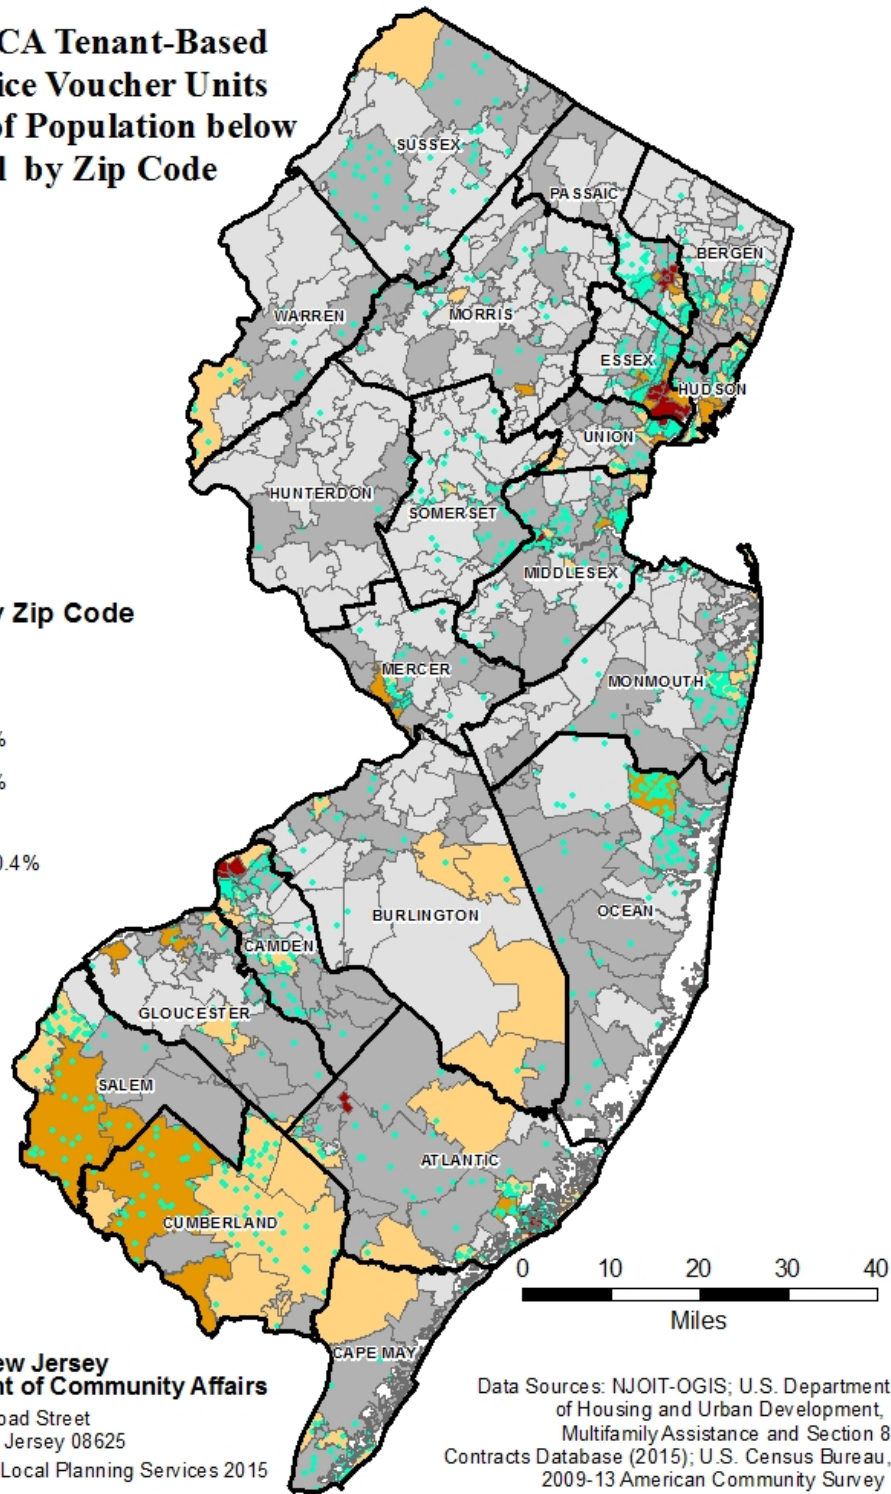 CA Tenant-Based
ice Voucher Units
of Population below
l by Zip Code
SUSSEX
PASSAIC
BERGEN
WARREN
MORRIS
ESSEX
HUDSON
UNION
HUNTERDON
SOMERSET
MIDDLESEX
y Zip Code
MERCER
MONMOUTH
%
%
0.4%
BURLINGTON
OCEAN
CAMDEN
GLOUCESTER
SALEM
ATLANTIC
CUMBERLAND
0 10 20 30 40
Miles
CAPE MAY
ew Jersey
nt of Community Affairs
oad Street
Jersey 08625
Local Planning Services 2015
Data Sources: NJOIT-OGIS; U.S. Department
of Housing and Urban Development,
Multifamily Assistance and Section 8
Contracts Database (2015); U.S. Census Bureau,
2009-13 American Community Survey